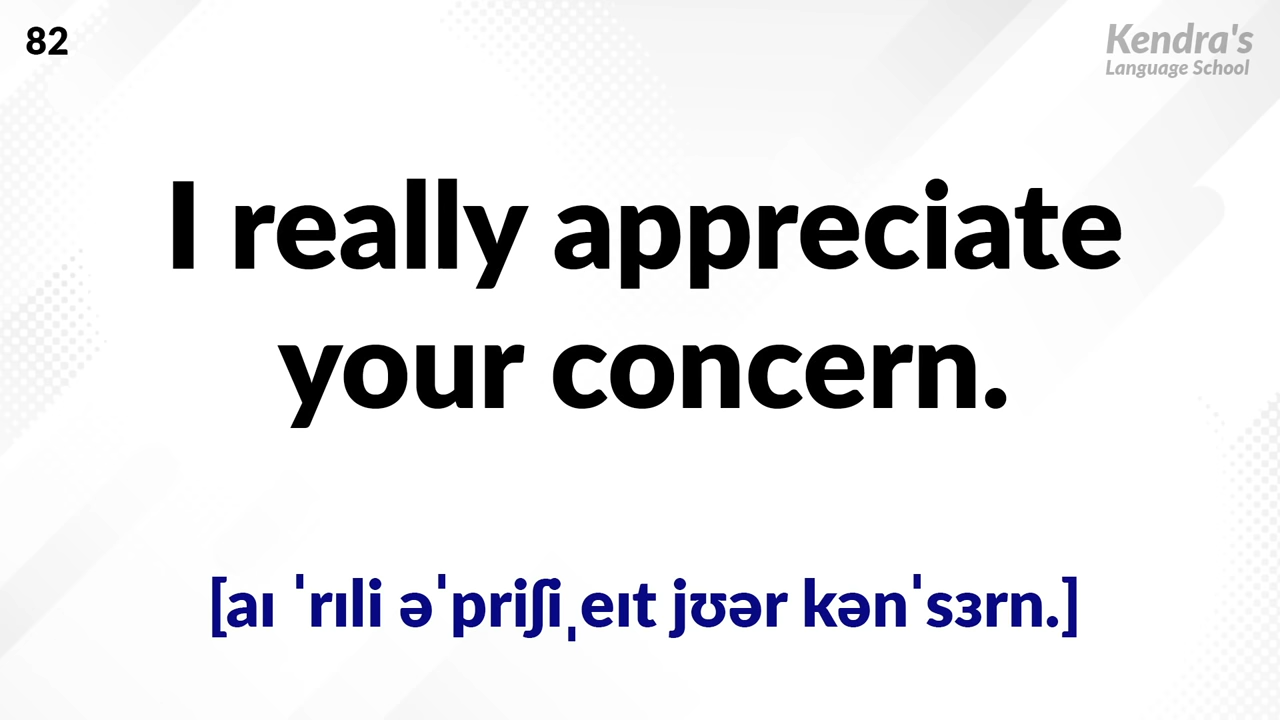 82
Kendra's
Language School
I really appreciate
your concern.
[aɪ ˈrɪli əˈpriʃiˌeɪt jʊər kənˈsɜrn.]